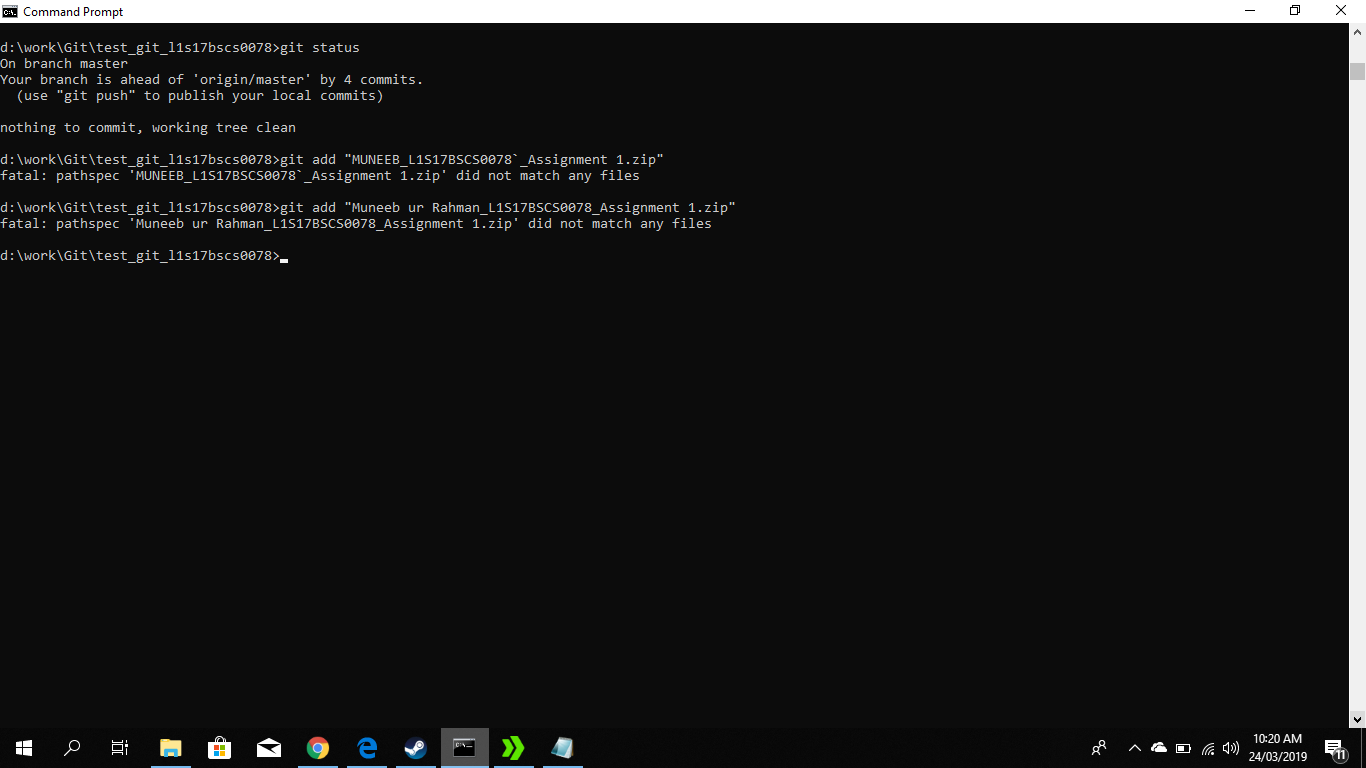 Command Prompt
d:\work\Git\test_git_l1s17bscs0078>git status
On branch master
Your branch is ahead of 'origin/master' by 4 commits.
  (use "git push" to publish your local commits)
nothing to commit, working tree clean
d:\work\Git\test_git_l1s17bscs0078>git add "MUNEEB_L1S17BSCS0078`_Assignment 1.zip"
fatal: pathspec 'MUNEEB_L1S17BSCS0078`_Assignment 1.zip' did not match any files
d:\work\Git\test_git_l1s17bscs0078>git add "Muneeb ur Rahman_L1S17BSCS0078_Assignment 1.zip"
fatal: pathspec 'Muneeb ur Rahman_L1S17BSCS0078_Assignment 1.zip' did not match any files
d:\work\Git\test_git_l1s17bscs0078>
10:20 AM
24/03/2019
11